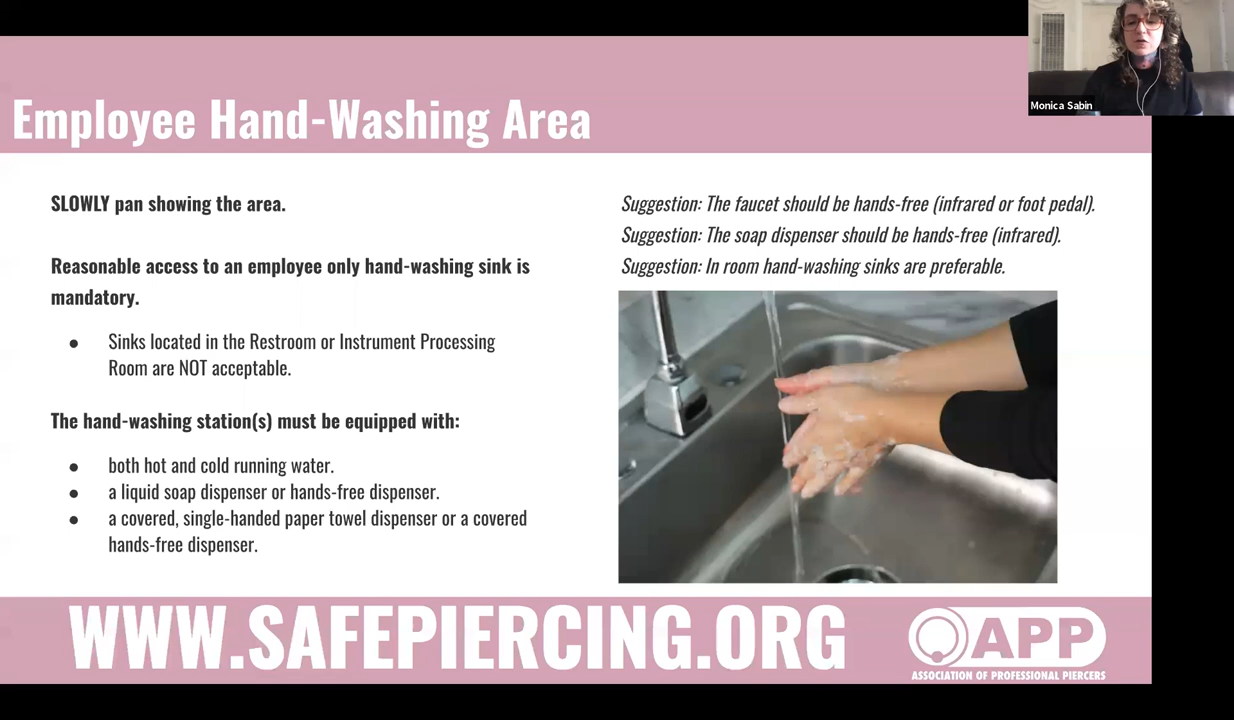 Monica Sabin
Employee Hand-Washing Area
SLOWLY pan showing the area.
Reasonable access to an employee only hand-washing sink is
mandatory.
● Sinks located in the Restroom or Instrument Processing
Room are NOT acceptable.
The hand-washing station(s) must be equipped with:
● both hot and cold running water.
● a liquid soap dispenser or hands-free dispenser.
● a covered, single-handed paper towel dispenser or a covered
hands-free dispenser.
Suggestion: The faucet should be hands-free (infrared or foot pedal).
Suggestion: The soap dispenser should be hands-free (infrared).
Suggestion: In room hand-washing sinks are preferable.
WWW.SAFEPIERCING.ORG
APP
ASSOCIATION OF PROFESSIONAL PIERCERS